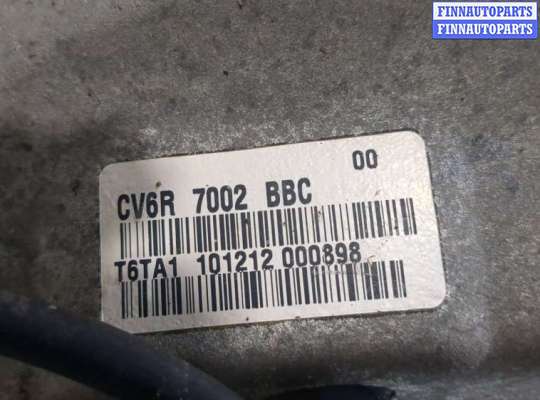 FINNAUTOPARTS
FINNAUTOPARTS
00
CV6R 7002 BBC
T6TA1 101212 000898